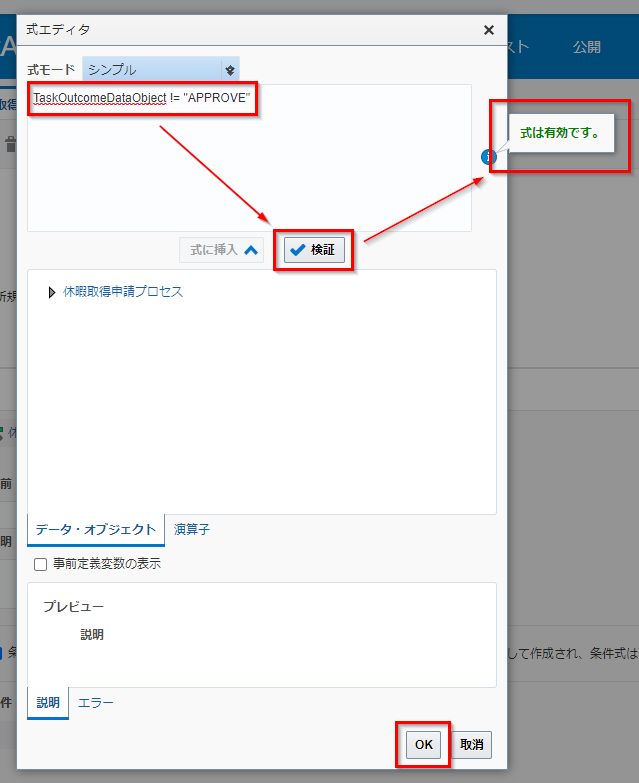 式エディタ
スト
公開
式モード
シンプル
取得
TaskOutcomeDataObject != "APPROVE"
式は有効です。
式に挿入
検証
休暇取得申請プロセス
新規
休
前
データ・オブジェクト
演算子
明
事前定義変数の表示
プレビュー
説明
条
して作成され、条件式は
件
説明
エラー
OK
取消